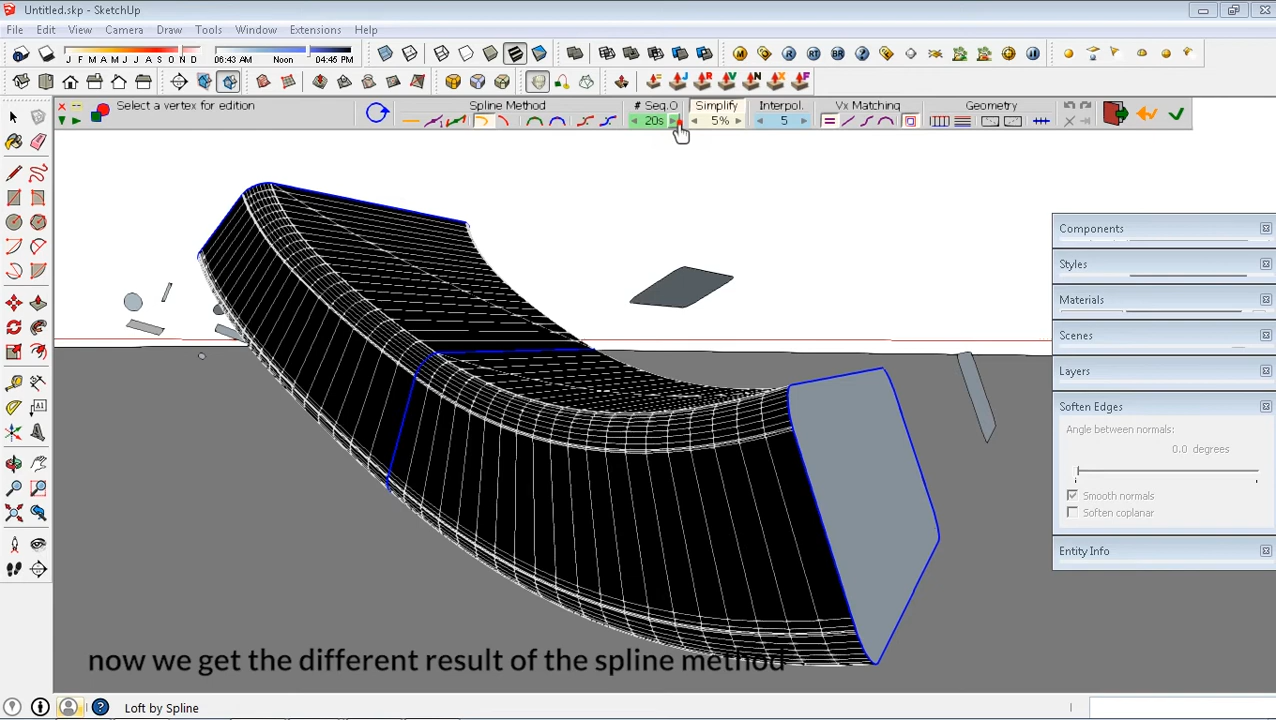 Untitled.skp - SketchUp
File Edit View Camera Draw Tools Window Extensions Help
J F M A M J J A S O N D 06:43 AM Noon 04:45 PM
Select a vertex for edition Spline Method # Seg.O Simplify Interpol. Vx Matching Geometry
20s 5% 5
Components
Styles
Materials
Scenes
Layers
Soften Edges
Angle between normals:
0.0 degrees
Smooth normals
Soften coplanar
Entity Info
now we get the different result of the spline method
Loft by Spline